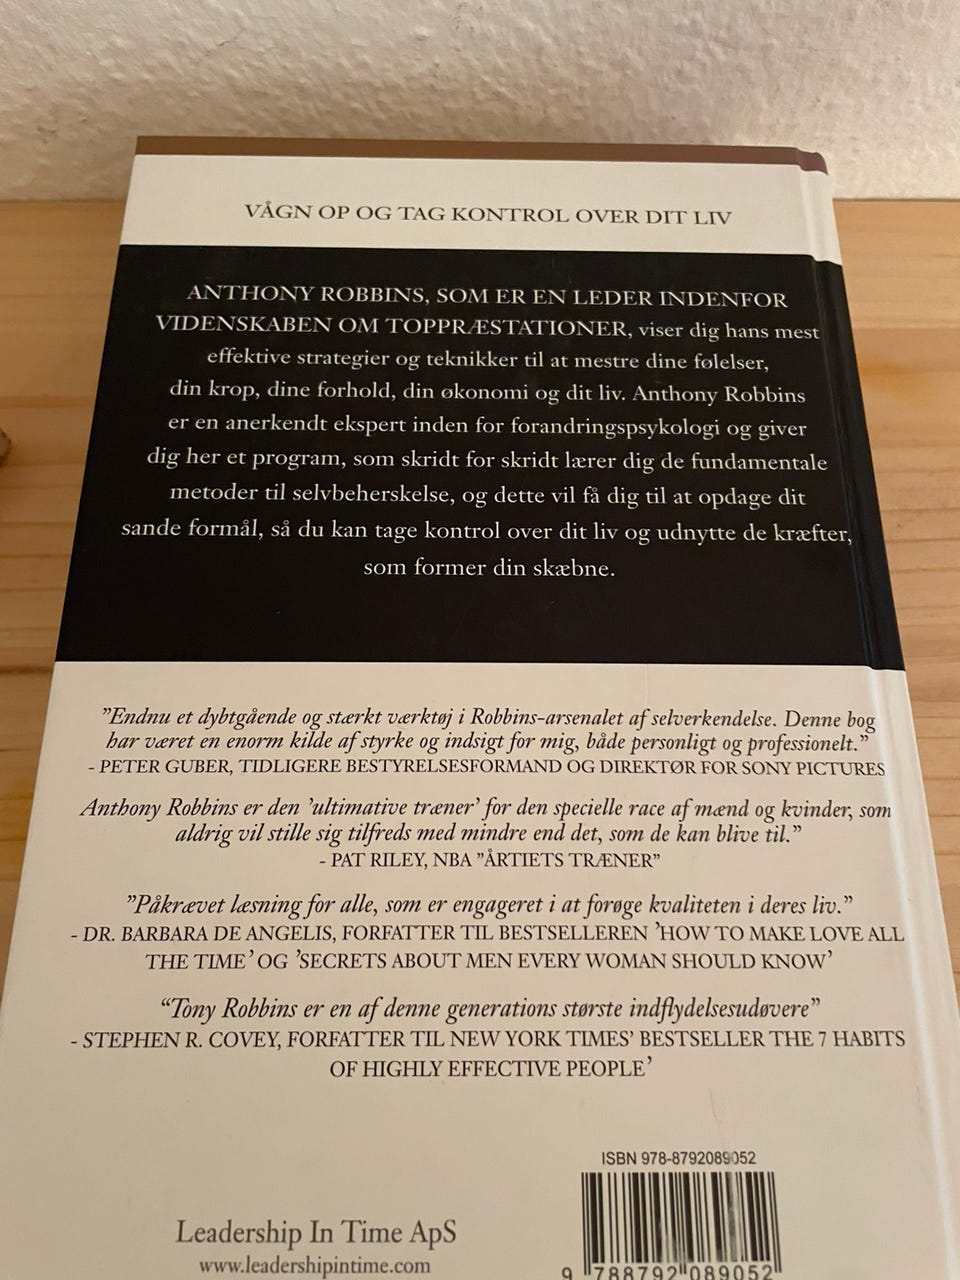 VÅGN OP OG TAG KONTROL OVER DIT LIV
ANTHONY ROBBINS, SOM ER EN LEDER INDENFOR
VIDENSKABEN OM TOPPRÆSTATIONER, viser dig hans mest
effektive strategier og teknikker til at mestre dine følelser,
din krop, dine forhold, din økonomi og dit liv. Anthony Robbins
er en anerkendt ekspert inden for forandringspsykologi og giver
dig her et program, som skridt for skridt lærer dig de fundamentale
metoder til selvbeherskelse, og dette vil få dig til at opdage dit
sande formål, så du kan tage kontrol over dit liv og udnytte de kræfter,
som former din skæbne.
”Endnu et dybtgående og stærkt værktøj i Robbins-arsenalet af selverkendelse. Denne bog
har været en enorm kilde af styrke og indsigt for mig, både personligt og professionelt.”
- PETER GUBER, TIDLIGERE BESTYRELSESFORMAND OG DIREKTØR FOR SONY PICTURES
Anthony Robbins er den ’ultimative træner’ for den specielle race af mænd og kvinder, som
aldrig vil stille sig tilfreds med mindre end det, som de kan blive til.”
- PAT RILEY, NBA ”ÅRTIETS TRÆNER”
”Påkrævet læsning for alle, som er engageret i at forøge kvaliteten i deres liv.”
- DR. BARBARA DE ANGELIS, FORFATTER TIL BESTSELLEREN ’HOW TO MAKE LOVE ALL
THE TIME’ OG ’SECRETS ABOUT MEN EVERY WOMAN SHOULD KNOW’
“Tony Robbins er en af denne generations største indflydelsesudøvere”
- STEPHEN R. COVEY, FORFATTER TIL NEW YORK TIMES’ BESTSELLER THE 7 HABITS
OF HIGHLY EFFECTIVE PEOPLE’
ISBN 978-8792089052
Leadership In Time ApS
www.leadershipintime.com
9 788792 089052